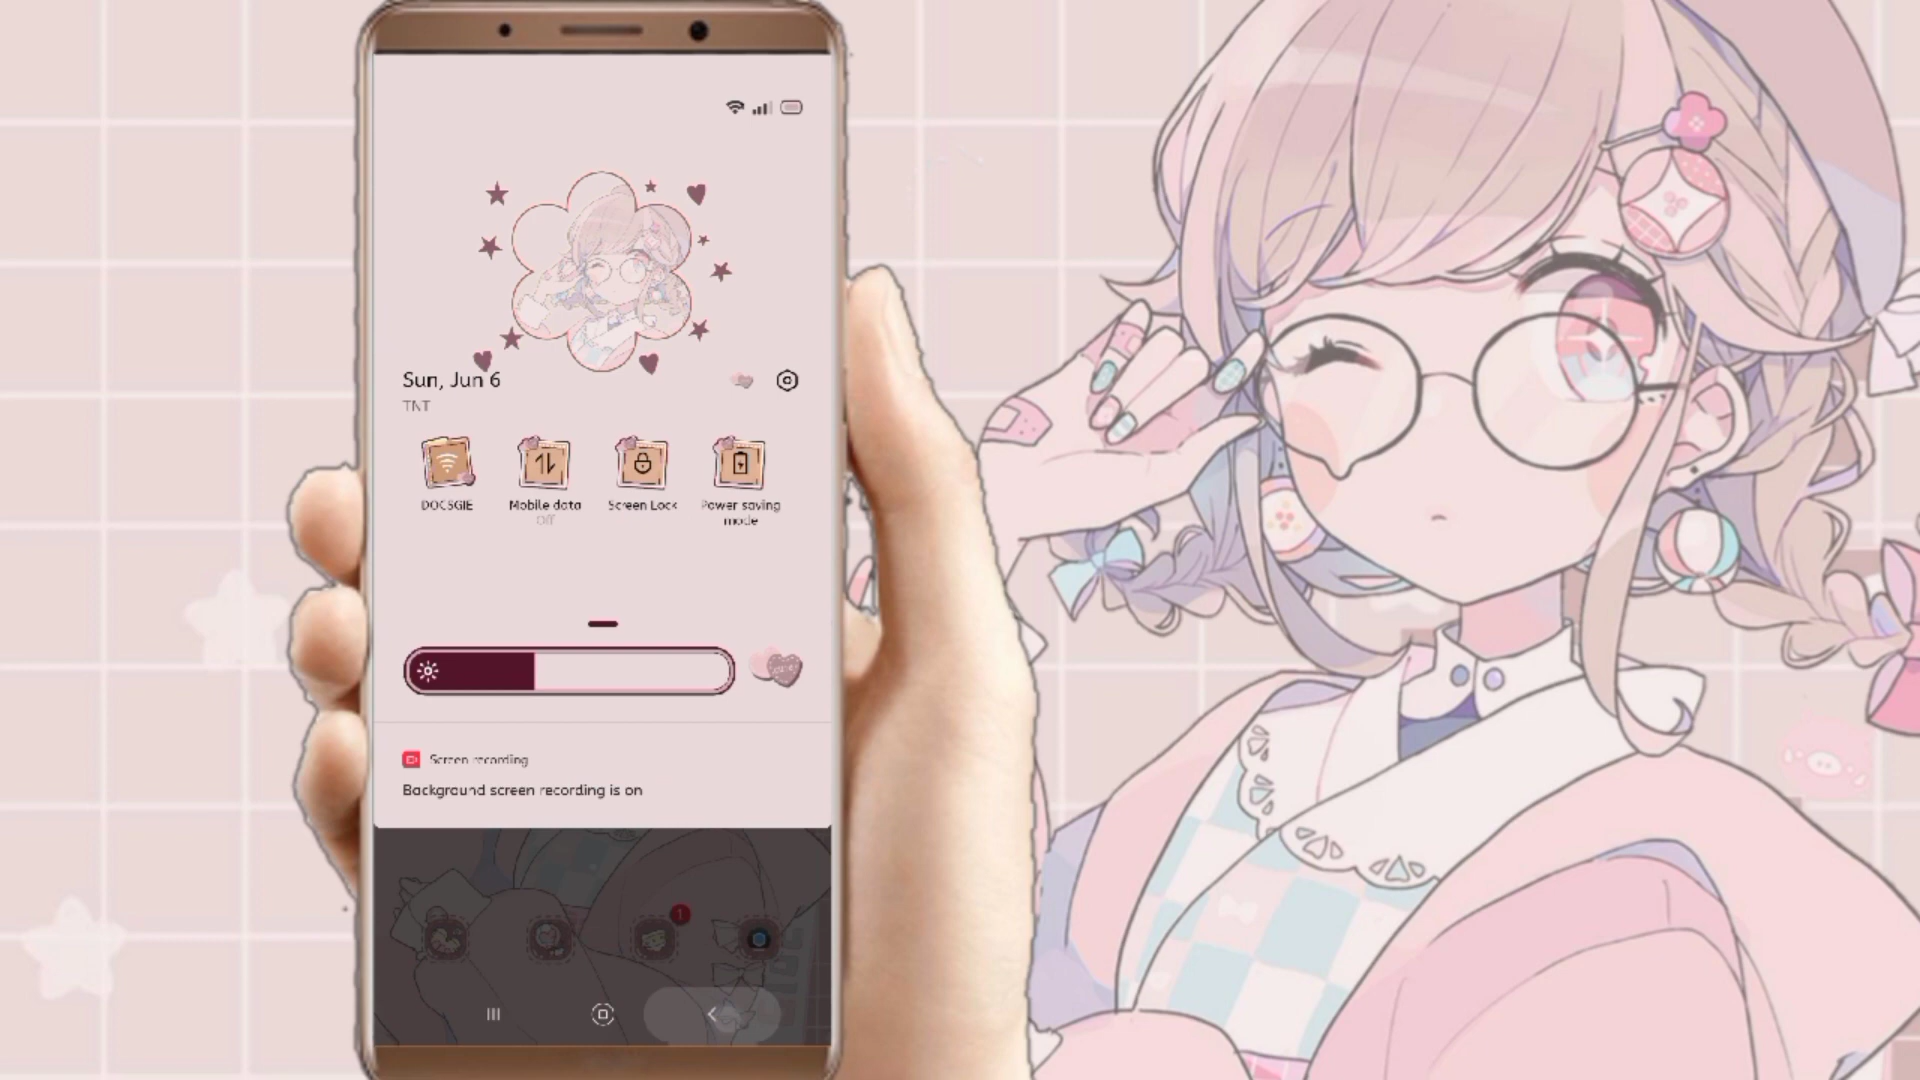 Sun, Jun 6
TNT
DOCSGIE
Mobile data
Off
Screen Lock
Power saving
mode
Screen recording
Background screen recording is on
1